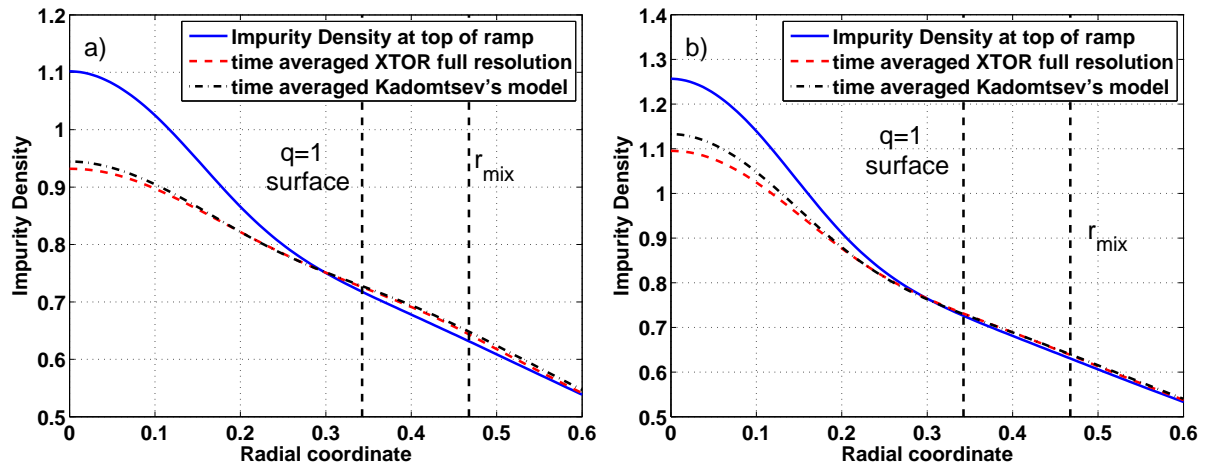 a)
Impurity Density at top of ramp
time averaged XTOR full resolution
time averaged Kadomtsev's model
q=1
surface
r_mix
Impurity Density
1.2
1.1
1
0.9
0.8
0.7
0.6
0.5
0 0.1 0.2 0.3 0.4 0.5 0.6
Radial coordinate
b)
Impurity Density at top of ramp
time averaged XTOR full resolution
time averaged Kadomtsev's model
q=1
surface
r_mix
Impurity Density
1.4
1.3
1.2
1.1
1
0.9
0.8
0.7
0.6
0.5
0 0.1 0.2 0.3 0.4 0.5 0.6
Radial coordinate